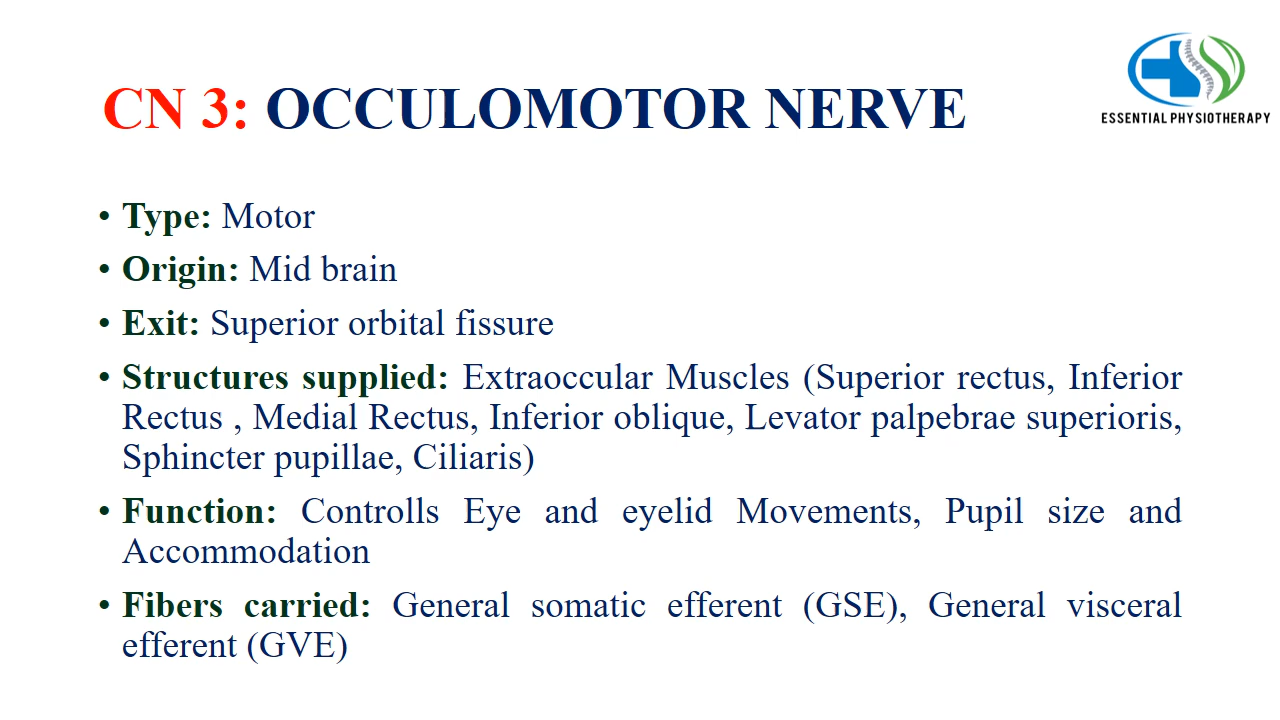 CN 3: OCCULOMOTOR NERVE
ESSENTIAL PHYSIOTHERAPY
• Type: Motor
• Origin: Mid brain
• Exit: Superior orbital fissure
• Structures supplied: Extraoccular Muscles (Superior rectus, Inferior
Rectus , Medial Rectus, Inferior oblique, Levator palpebrae superioris,
Sphincter pupillae, Ciliaris)
• Function: Controlls Eye and eyelid Movements, Pupil size and
Accommodation
• Fibers carried: General somatic efferent (GSE), General visceral
efferent (GVE)